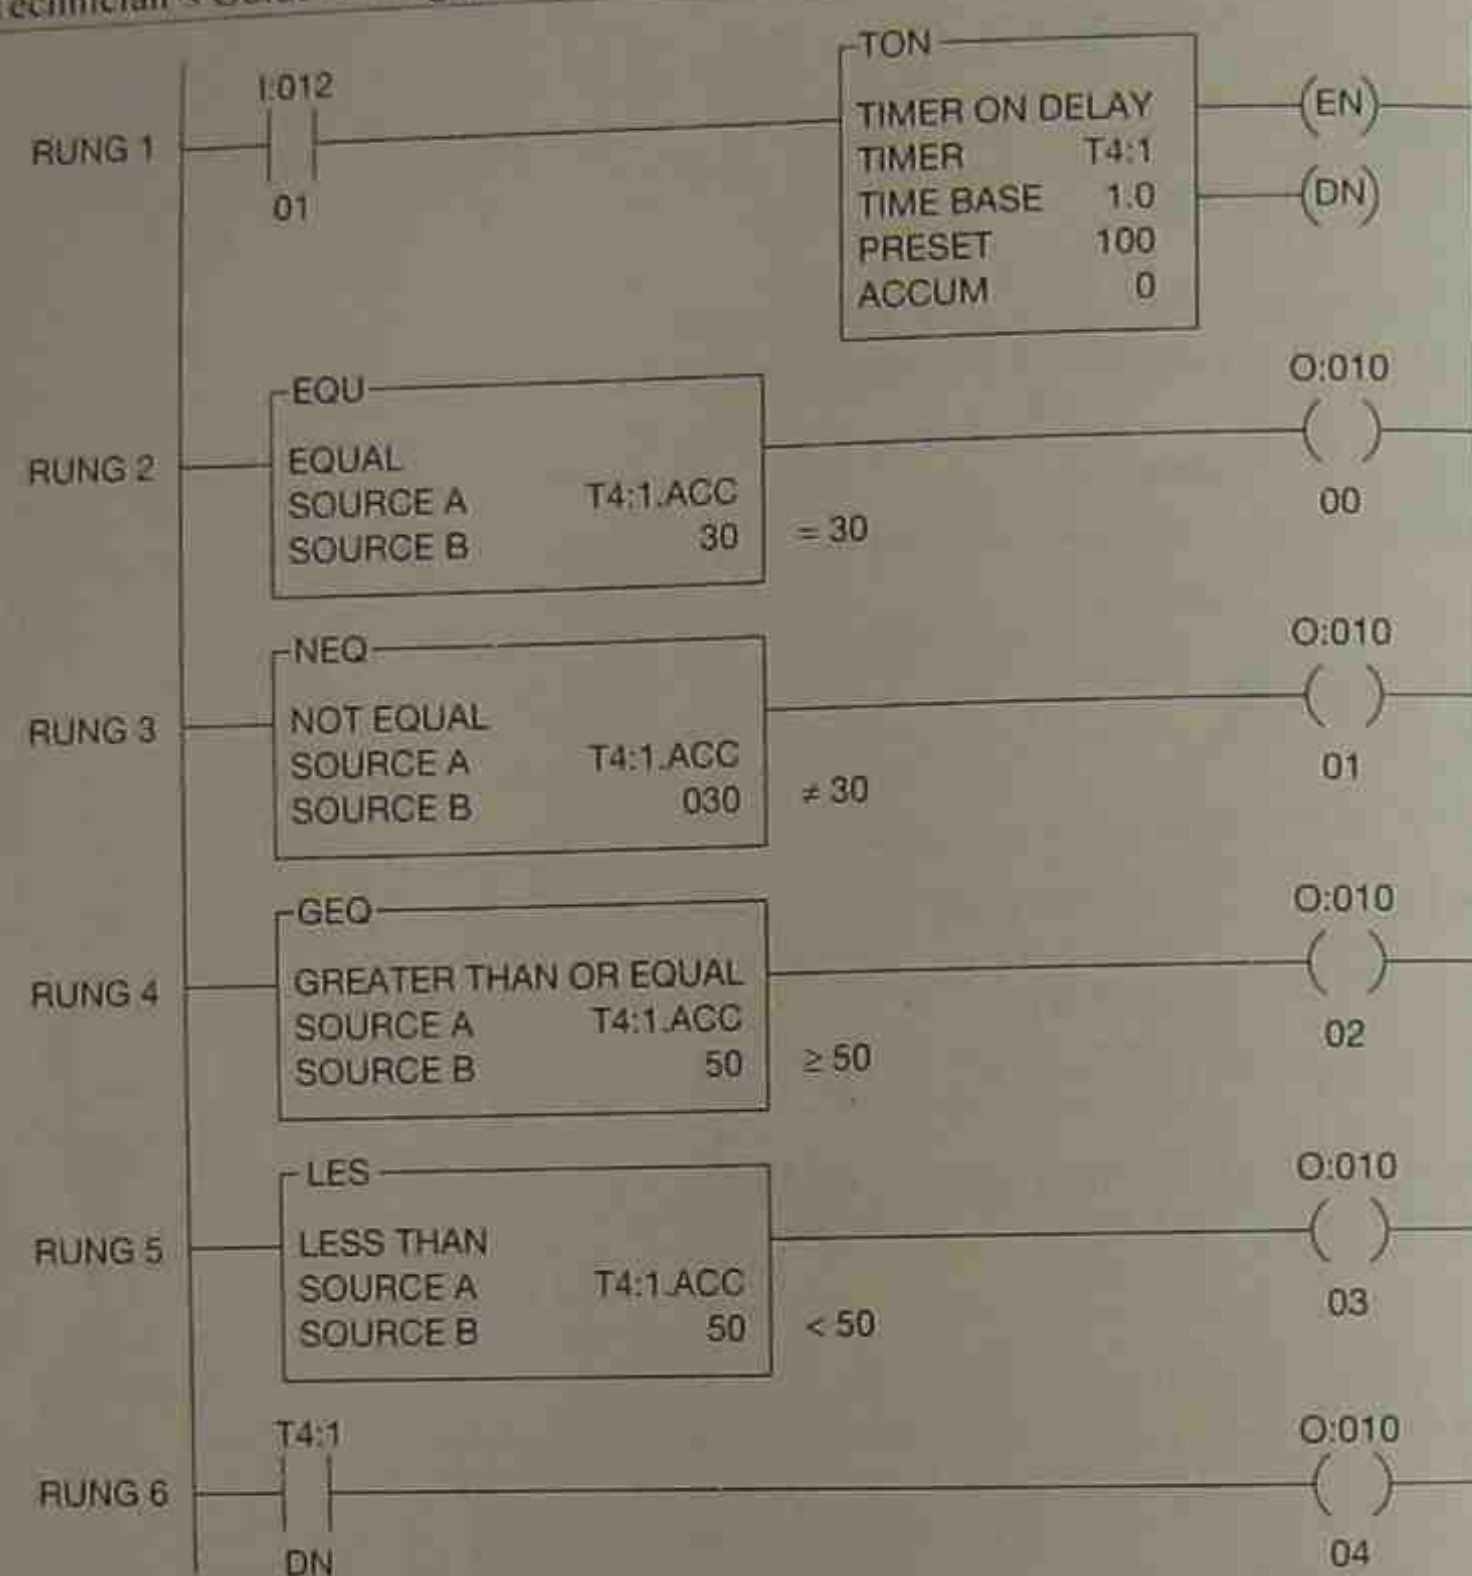 Technician's Guide
I:012
RUNG 1
01
TON
TIMER ON DELAY
TIMER T4:1
TIME BASE 1.0
PRESET 100
ACCUM 0
(EN)
(DN)
EQU
RUNG 2
EQUAL
SOURCE A T4:1.ACC
SOURCE B 30
= 30
O:010
( )
00
NEQ
RUNG 3
NOT EQUAL
SOURCE A T4:1.ACC
SOURCE B 030
≠ 30
O:010
( )
01
GEQ
RUNG 4
GREATER THAN OR EQUAL
SOURCE A T4:1.ACC
SOURCE B 50
≥ 50
O:010
( )
02
LES
RUNG 5
LESS THAN
SOURCE A T4:1.ACC
SOURCE B 50
< 50
O:010
( )
03
T4:1
RUNG 6
DN
O:010
( )
04